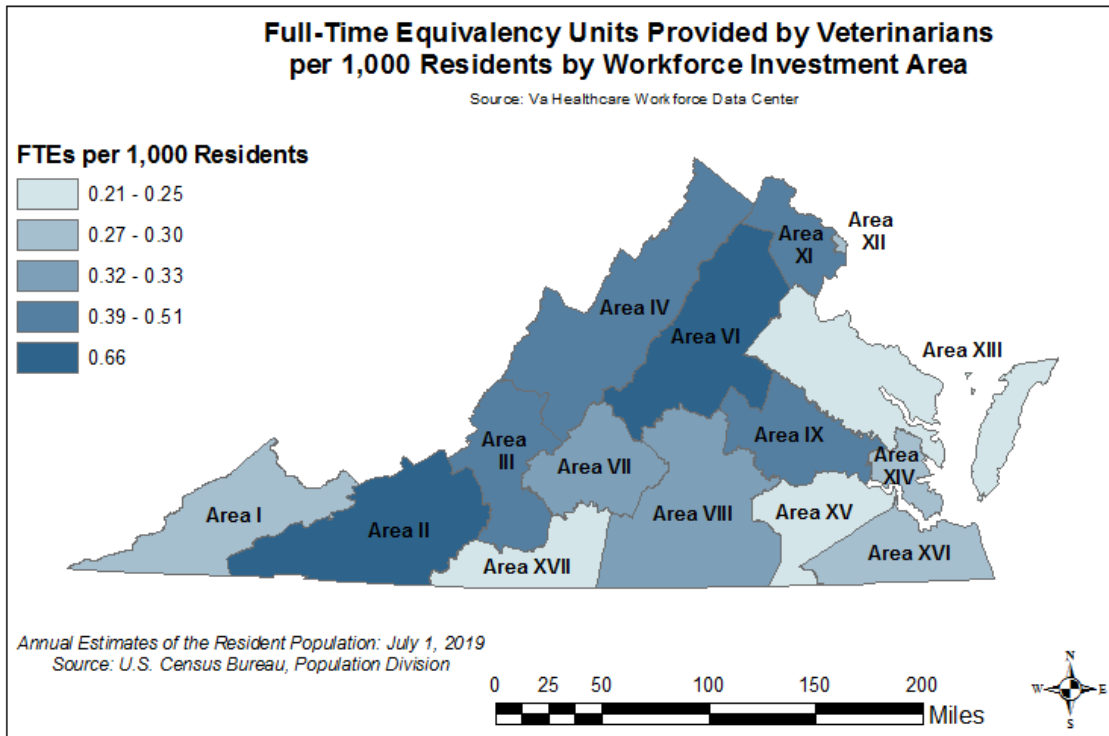 Full-Time Equivalency Units Provided by Veterinarians
per 1,000 Residents by Workforce Investment Area
Source: Va Healthcare Workforce Data Center
FTEs per 1,000 Residents
0.21 - 0.25
0.27 - 0.30
0.32 - 0.33
0.39 - 0.51
0.66
Area
XII
Area
XI
Area IV
Area VI
Area XIII
Area
III
Area IX
Area VII
Area
XIV
Area I
Area II
Area VIII
Area XV
Area XVII
Area XVI
Annual Estimates of the Resident Population: July 1, 2019
Source: U.S. Census Bureau, Population Division
0 25 50 100 150 200
Miles
N
W E
S